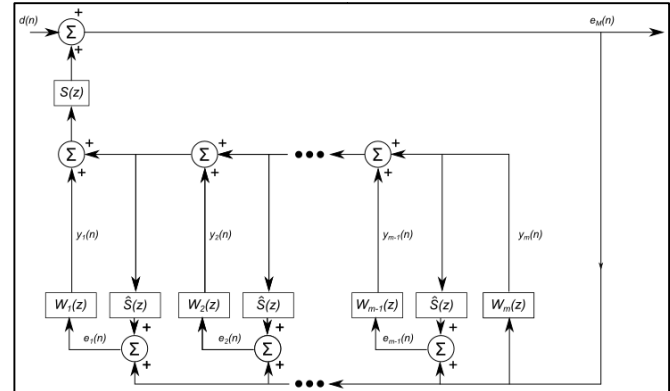 d(n) + Σ + e_M(n)
S(z)
+ Σ + + Σ + ••• + Σ +
y_1(n) y_2(n) y_{m-1}(n) y_m(n)
W_1(z) Ŝ(z) W_2(z) Ŝ(z) W_{m-1}(z) Ŝ(z) W_m(z)
e_1(n) + Σ + e_2(n) + Σ + e_{m-1}(n) + Σ +
•••